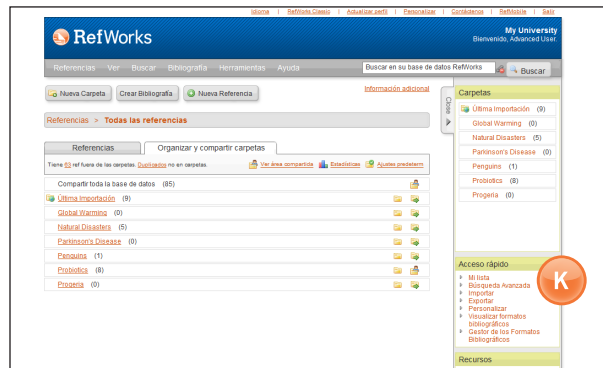 Idioma | RefWorks Classic | Actualizar perfil | Personalizar | Contáctenos | RefMobile | Salir
RefWorks
My University
Bienvenido, Advanced User.
Referencias Ver Buscar Bibliografía Herramientas Ayuda
Buscar en su base de datos RefWorks
Buscar
Nueva Carpeta
Crear Bibliografía
Nueva Referencia
Información adicional
Close
Referencias > Todas las referencias
Referencias
Organizar y compartir carpetas
Tiene 63 ref fuera de las carpetas. Duplicados no en carpetas.
Ver área compartida
Estadísticas
Ajustes predeterm
Compartir toda la base de datos (85)
Última Importación (9)
Global Warming (0)
Natural Disasters (5)
Parkinson's Disease (0)
Penguins (1)
Probiotics (8)
Progeria (0)
Carpetas
Última Importación (9)
Global Warming (0)
Natural Disasters (5)
Parkinson's Disease (0)
Penguins (1)
Probiotics (8)
Progeria (0)
Acceso rápido
Mi lista
Búsqueda Avanzada
Importar
Exportar
Personalizar
Visualizar formatos
bibliográficos
Gestor de los Formatos
Bibliográficos
K
Recursos